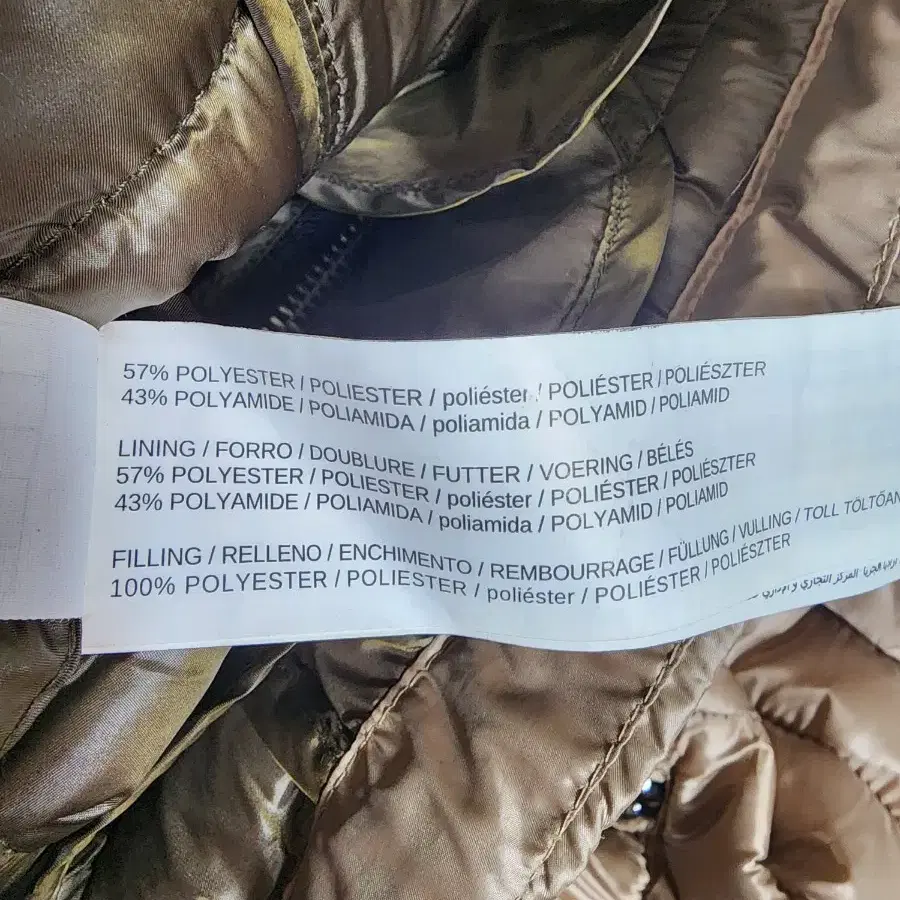 57% POLYESTER / POLIESTER / poliéster / POLIÉSTER / POLIÉSZTER
43% POLYAMIDE / POLIAMIDA / poliamida / POLYAMID / POLIAMID
LINING / FORRO / DOUBLURE / FUTTER / VOERING / BÉLÉS
57% POLYESTER / POLIESTER / poliéster / POLIÉSTER / POLIÉSZTER
43% POLYAMIDE / POLIAMIDA / poliamida / POLYAMID / POLIAMID
FILLING / RELLENO / ENCHIMENTO / REMBOURRAGE / FÜLLUNG / VULLING / TOLL TÖLTŐAN
100% POLYESTER / POLIESTER / poliéster / POLIÉSTER / POLIÉSZTER
المركز التجاري و